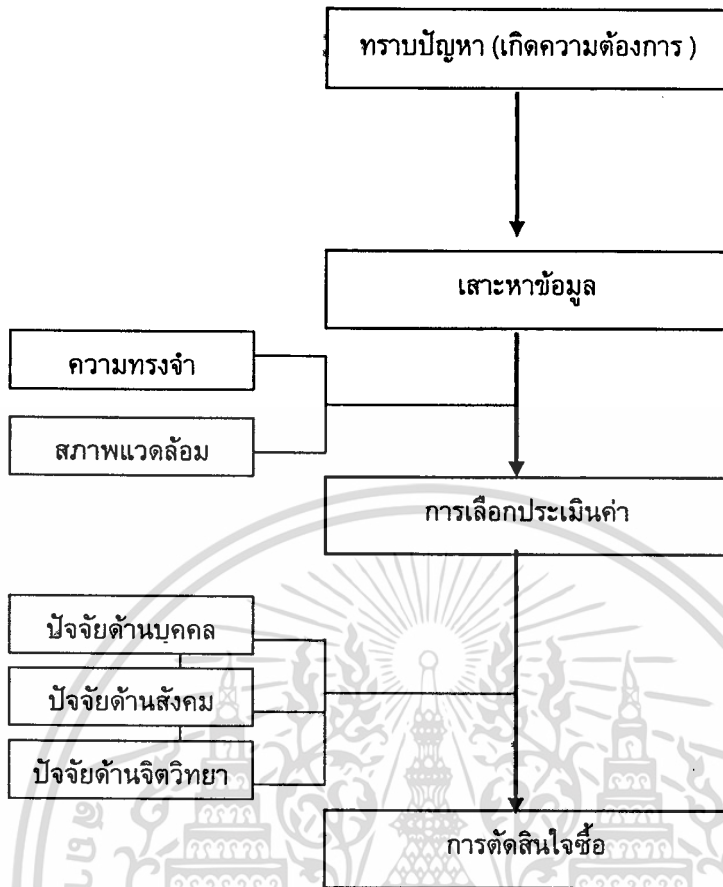 ทราบปัญหา (เกิดความต้องการ )
เสาะหาข้อมูล
ความทรงจำ
สภาพแวดล้อม
การเลือกประเมินค่า
ปัจจัยด้านบุคคล
ปัจจัยด้านสังคม
ปัจจัยด้านจิตวิทยา
การตัดสินใจซื้อ